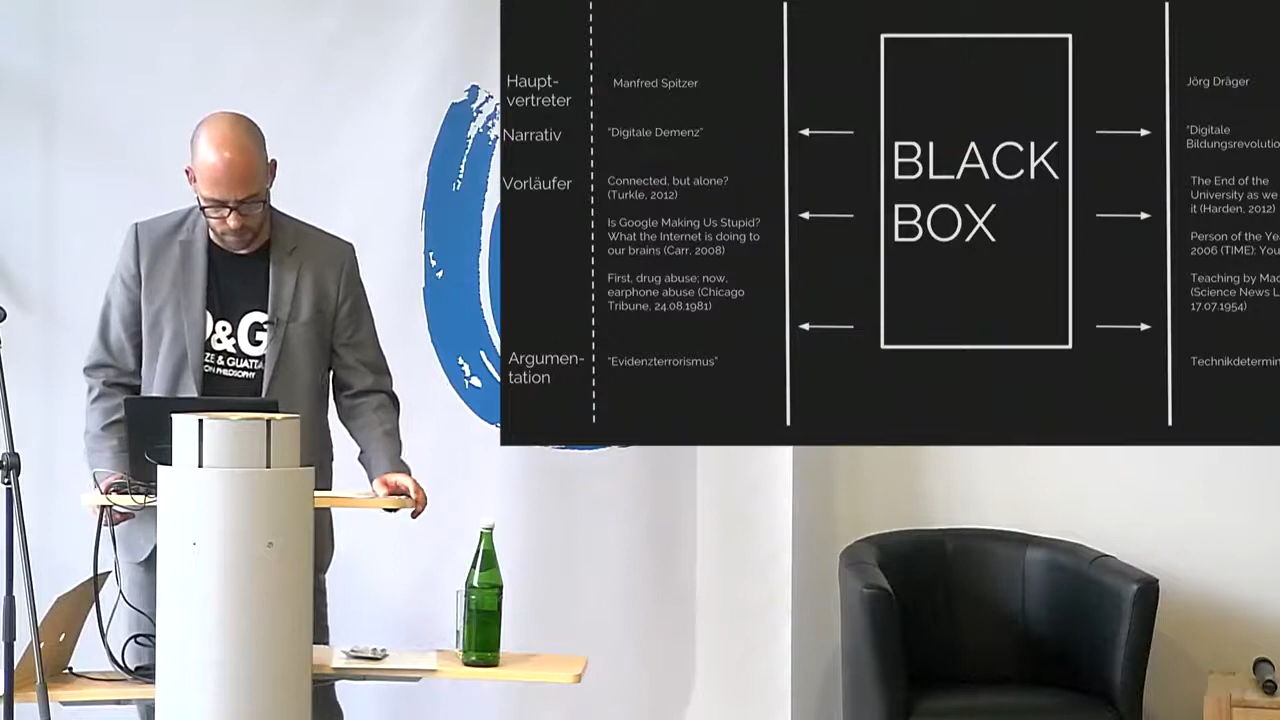 Haupt-
vertreter
Manfred Spitzer
Jörg Dräger
Narrativ
"Digitale Demenz"
"Digitale
Bildungsrevolutio
Vorläufer
Connected, but alone?
(Turkle, 2012)
Is Google Making Us Stupid?
What the Internet is doing to
our brains (Carr, 2008)
First, drug abuse; now,
earphone abuse (Chicago
Tribune, 24.08.1981)
BLACK
BOX
The End of the
University as we
it (Harden, 2012)
Person of the Ye
2006 (TIME): You
Teaching by Mac
(Science News L
17.07.1954)
Argumen-
tation
"Evidenzterrorismus"
Technikdetermin
D&G
ZE & GUATTA
ON PHILOSOPHY